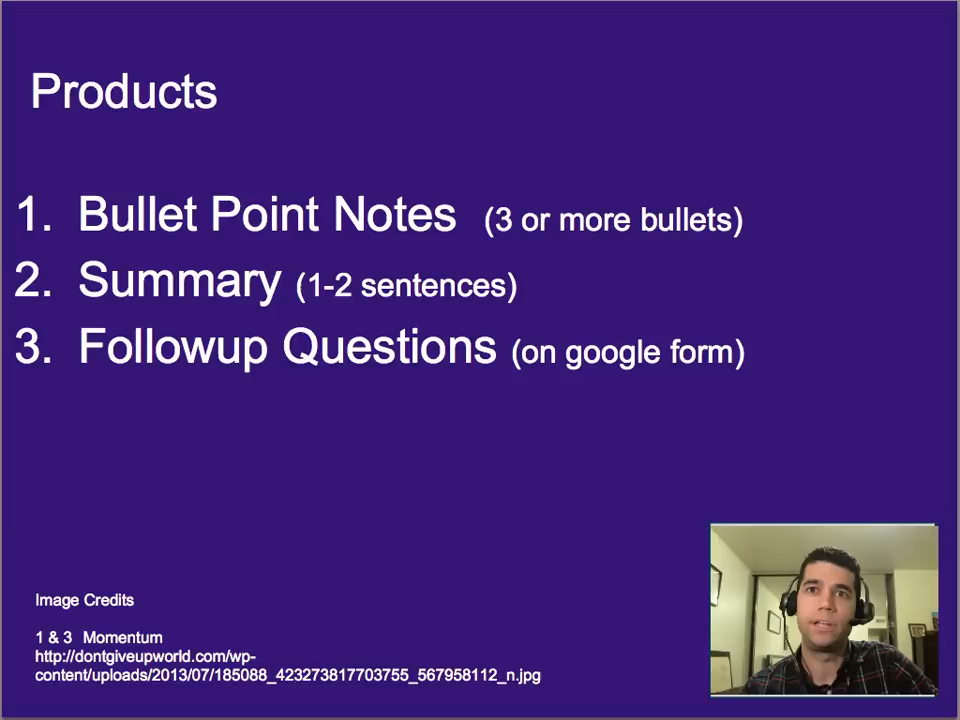 Products
1. Bullet Point Notes (3 or more bullets)
2. Summary (1-2 sentences)
3. Followup Questions (on google form)
Image Credits
1 & 3 Momentum
http://dontgiveupworld.com/wp-
content/uploads/2013/07/185088_423273817703755_567958112_n.jpg